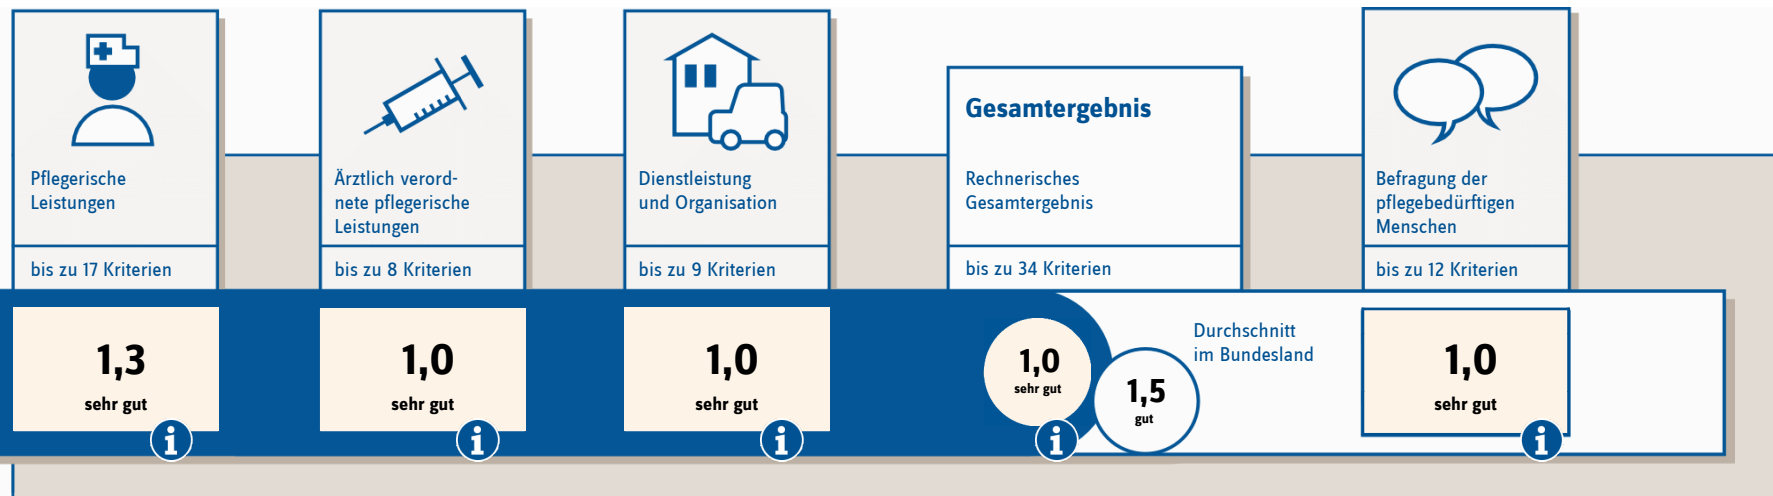 Pflegerische
Leistungen
bis zu 17 Kriterien
1,3
sehr gut
i
Ärztlich verord-
nete pflegerische
Leistungen
bis zu 8 Kriterien
1,0
sehr gut
i
Dienstleistung
und Organisation
bis zu 9 Kriterien
1,0
sehr gut
i
Gesamtergebnis
Rechnerisches
Gesamtergebnis
bis zu 34 Kriterien
1,0
sehr gut
i
1,5
gut
Durchschnitt
im Bundesland
Befragung der
pflegebedürftigen
Menschen
bis zu 12 Kriterien
1,0
sehr gut
i